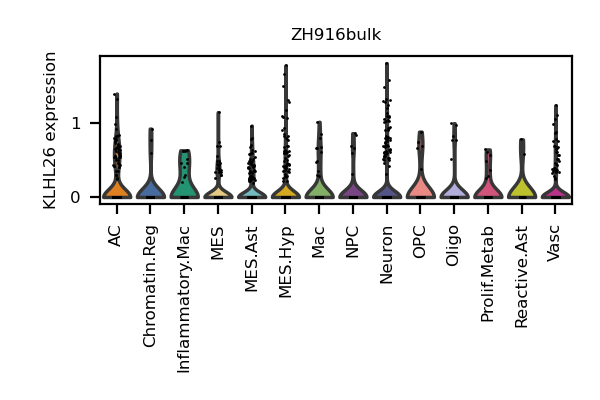 ZH916bulk
KLHL26 expression
1
0
AC
Chromatin.Reg
Inflammatory.Mac
MES
MES.Ast
MES.Hyp
Mac
NPC
Neuron
OPC
Oligo
Prolif.Metab
Reactive.Ast
Vasc